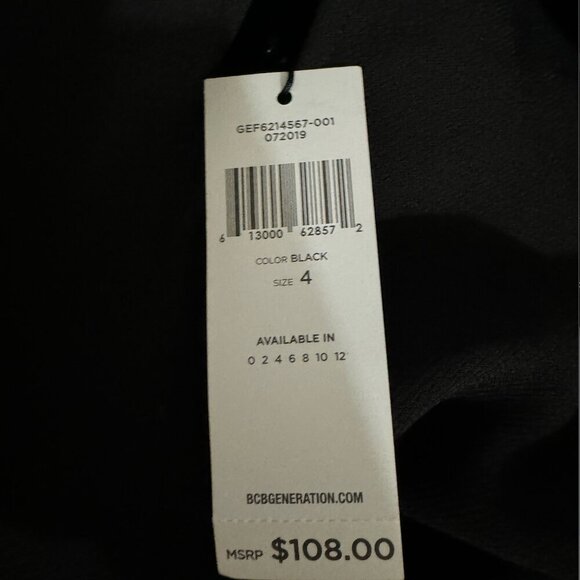 GEF6214567-001
072019
6 13000 62857 2
COLOR BLACK
SIZE 4
AVAILABLE IN
0 2 4 6 8 10 12
BCBGENERATION.COM
MSRP $108.00